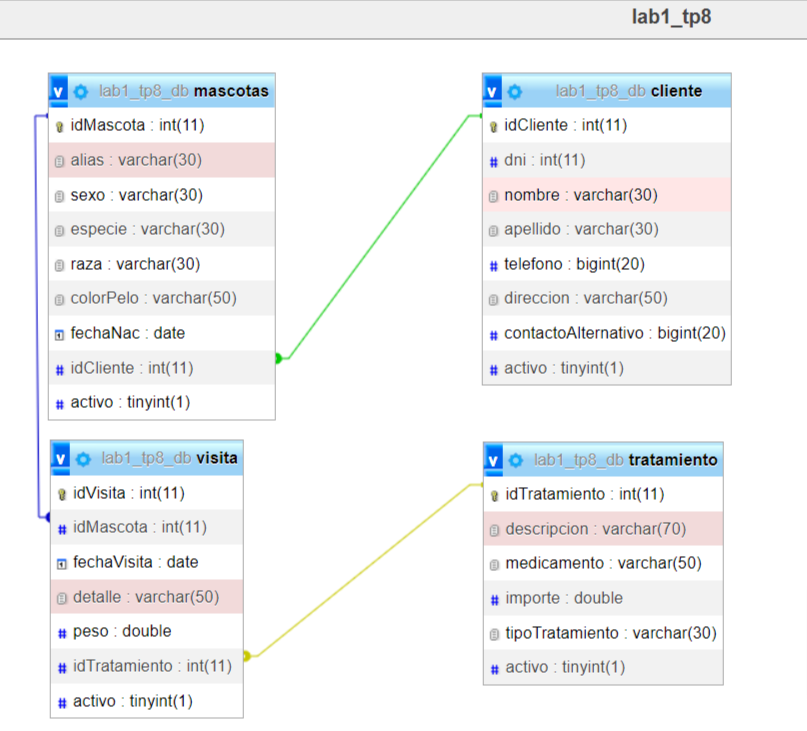 lab1_tp8
v lab1_tp8_db mascotas
idMascota : int(11)
alias : varchar(30)
# sexo : varchar(30)
especie : varchar(30)
raza : varchar(30)
colorPelo : varchar(50)
fechaNac : date
# idCliente : int(11)
# activo : tinyint(1)
v lab1_tp8_db cliente
idCliente : int(11)
# dni : int(11)
nombre : varchar(30)
apellido : varchar(30)
# telefono : bigint(20)
direccion : varchar(50)
# contactoAlternativo : bigint(20)
# activo : tinyint(1)
v lab1_tp8_db visita
idVisita : int(11)
# idMascota : int(11)
fechaVisita : date
detalle : varchar(50)
# peso : double
# idTratamiento : int(11)
# activo : tinyint(1)
v lab1_tp8_db tratamiento
idTratamiento : int(11)
descripcion : varchar(70)
medicamento : varchar(50)
# importe : double
tipoTratamiento : varchar(30)
# activo : tinyint(1)